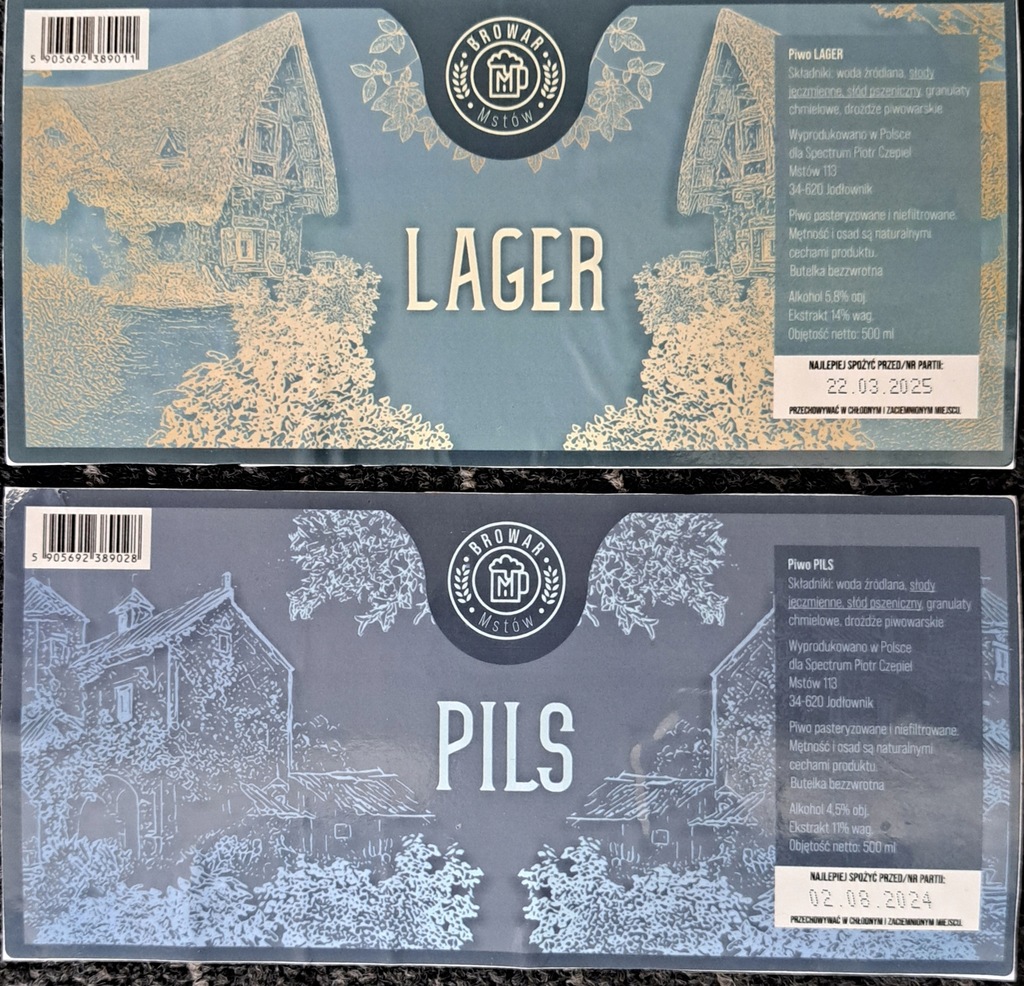 5 905692 389011
BROWAR
M
Mstów
LAGER
Piwo LAGER
Składniki: woda źródlana, słody
jęczmienne, słód pszeniczny, granulaty
chmielowe, drożdże piwowarskie
Wyprodukowano w Polsce
dla Spectrum Piotr Czepiel
Mstów 113
34-620 Jodłownik
Piwo pasteryzowane i niefiltrowane.
Mętność i osad są naturalnymi
cechami produktu.
Butelka bezzwrotna
Alkohol 5,8% obj.
Ekstrakt 14% wag.
Objętość netto: 500 ml
NAJLEPIEJ SPOŻYĆ PRZED/NR PARTII:
22.03.2025
PRZECHOWYWAĆ W CHŁODNYM I ZACIEMNIONYM MIEJSCU.
5 905692 389028
BROWAR
M
Mstów
PILS
Piwo PILS
Składniki: woda źródlana, słody
jęczmienne, słód pszeniczny, granulaty
chmielowe, drożdże piwowarskie
Wyprodukowano w Polsce
dla Spectrum Piotr Czepiel
Mstów 113
34-620 Jodłownik
Piwo pasteryzowane i niefiltrowane.
Mętność i osad są naturalnymi
cechami produktu.
Butelka bezzwrotna
Alkohol 4,5% obj.
Ekstrakt 11% wag.
Objętość netto: 500 ml
NAJLEPIEJ SPOŻYĆ PRZED/NR PARTII:
02.08.2024
PRZECHOWYWAĆ W CHŁODNYM I ZACIEMNIONYM MIEJSCU.